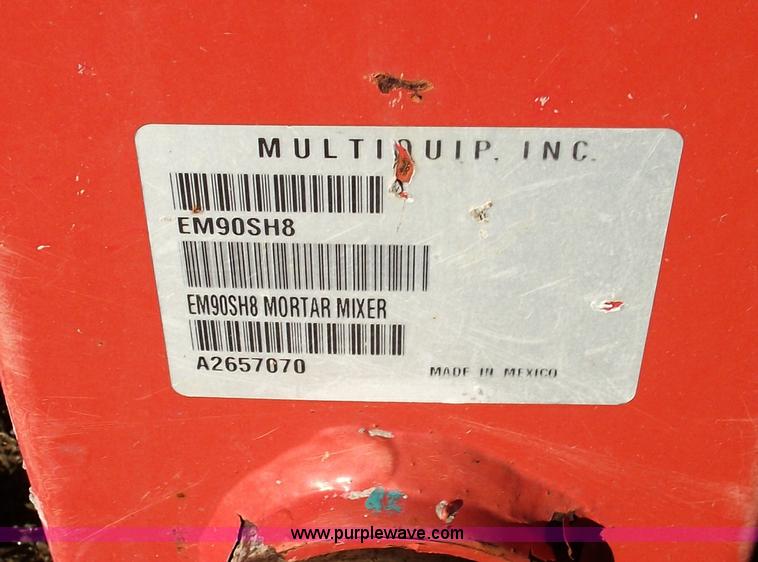 MULTIQUIP, INC.
EM90SH8
EM90SH8 MORTAR MIXER
A2657070
MADE IN MEXICO
www.purplewave.com